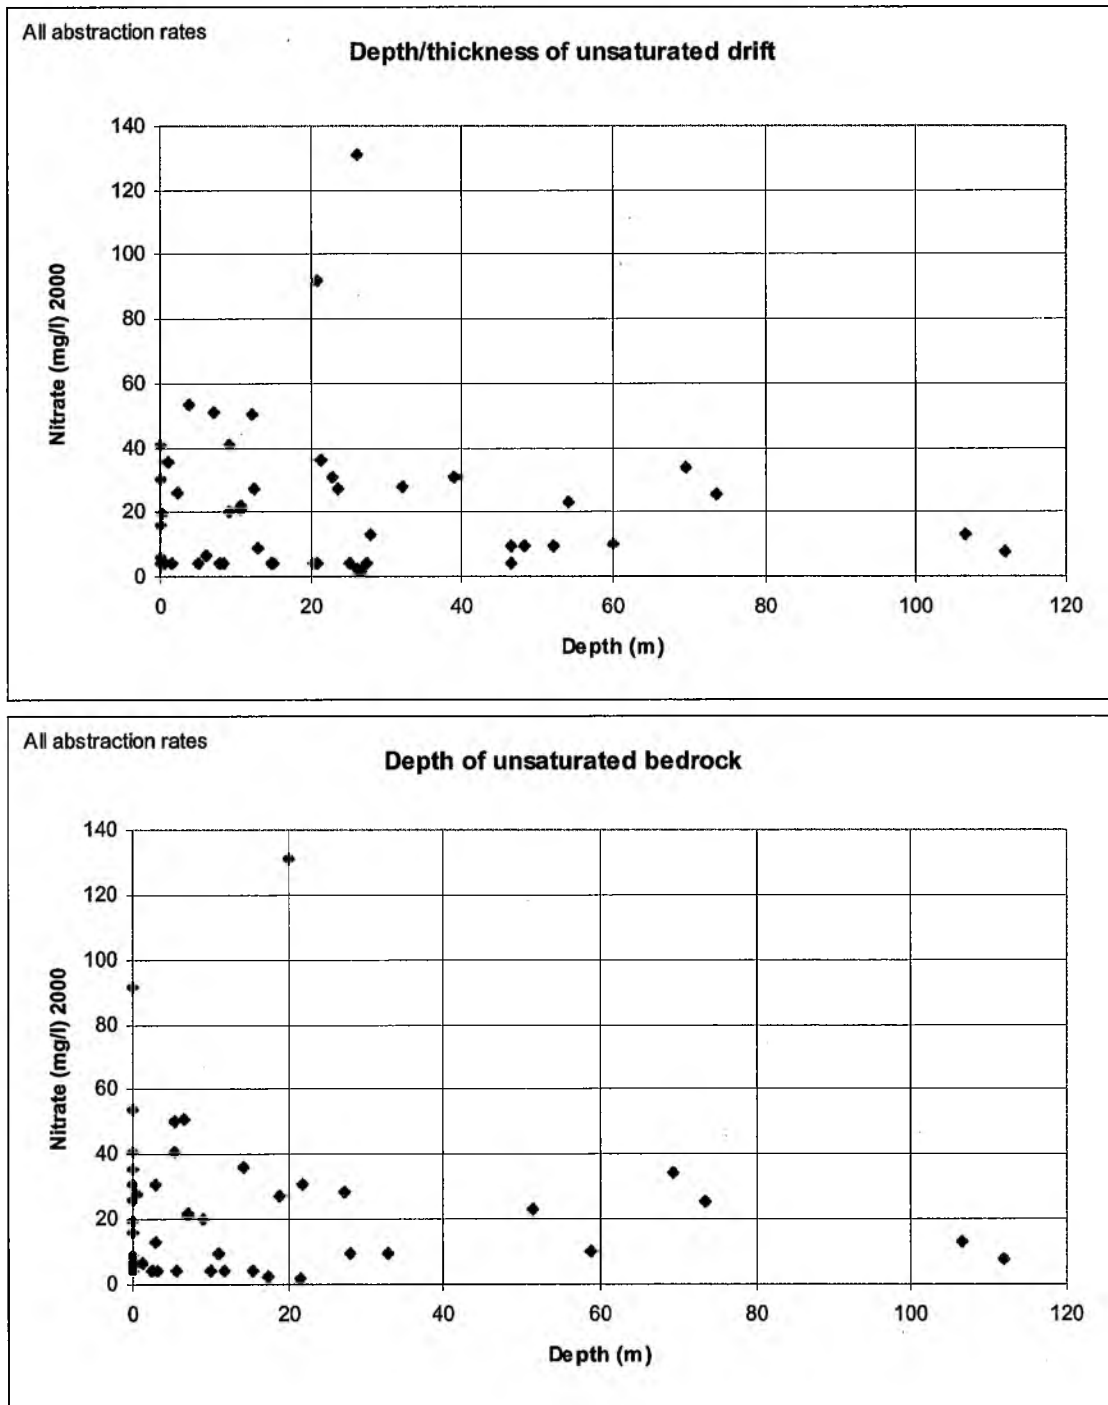 All abstraction rates
Depth/thickness of unsaturated drift
140
120
100
80
60
40
20
0
Nitrate (mg/l) 2000
0 20 40 60 80 100 120
Depth (m)
All abstraction rates
Depth of unsaturated bedrock
140
120
100
80
60
40
20
0
Nitrate (mg/l) 2000
0 20 40 60 80 100 120
Depth (m)